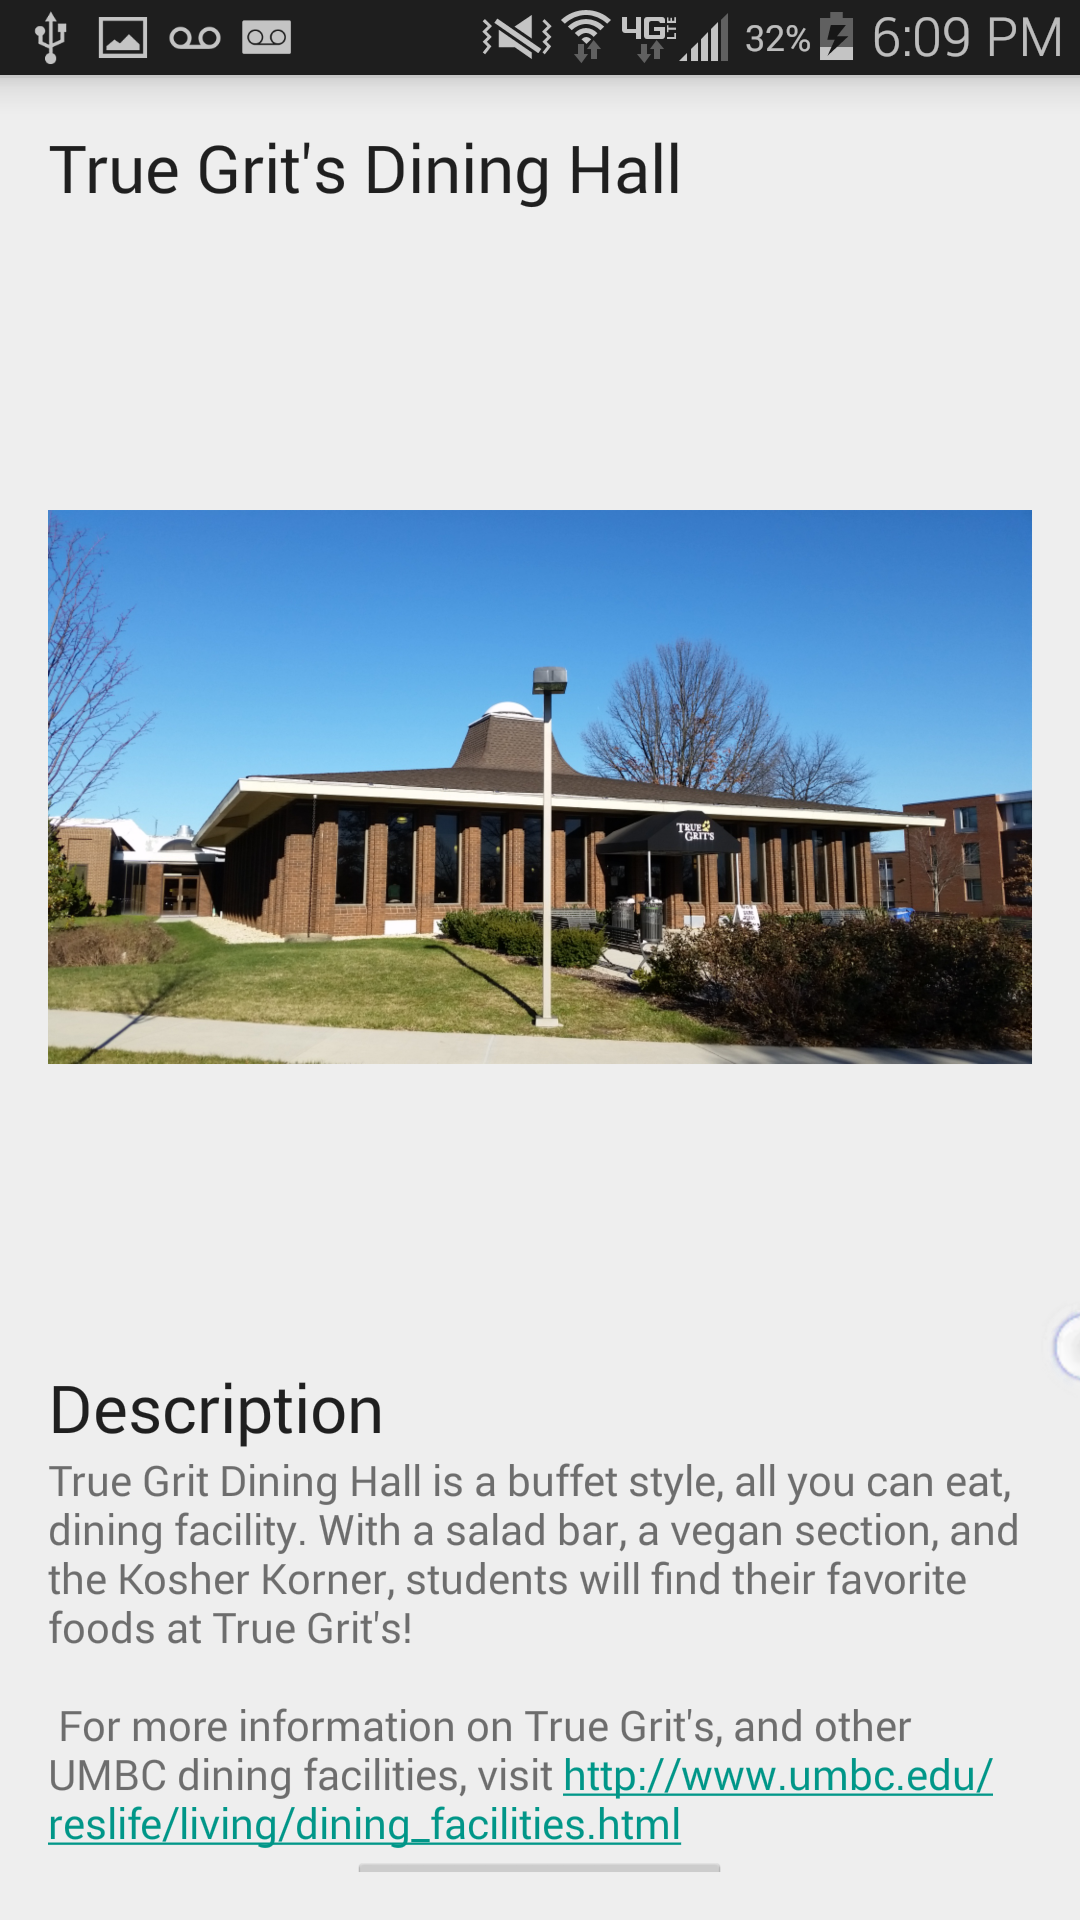 4G LTE 32% 6:09 PM
True Grit's Dining Hall
TRUE
GRIT'S
Description
True Grit Dining Hall is a buffet style, all you can eat,
dining facility. With a salad bar, a vegan section, and
the Kosher Korner, students will find their favorite
foods at True Grit's!
For more information on True Grit's, and other
UMBC dining facilities, visit http://www.umbc.edu/
reslife/living/dining_facilities.html